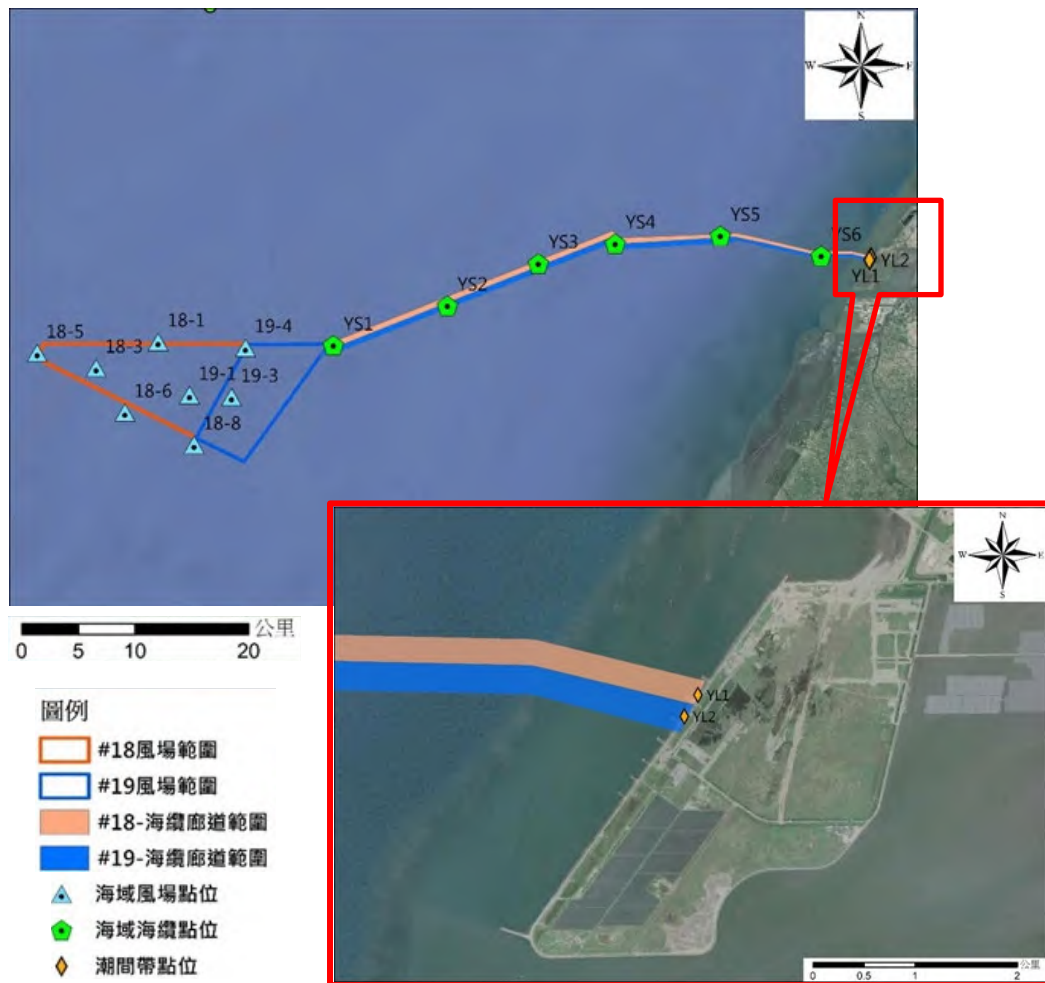 N
W E
S
YS4
YS5
YS3
YS6
YS2
YL1 YL2
YS1
18-1
19-4
18-5
18-3
19-1
19-3
18-6
18-8
公里
0 5 10 20
圖例
#18風場範圍
#19風場範圍
#18-海纜廊道範圍
#19-海纜廊道範圍
海域風場點位
海域海纜點位
潮間帶點位
N
W E
S
YL1
YL2
公里
0 0.5 1 2